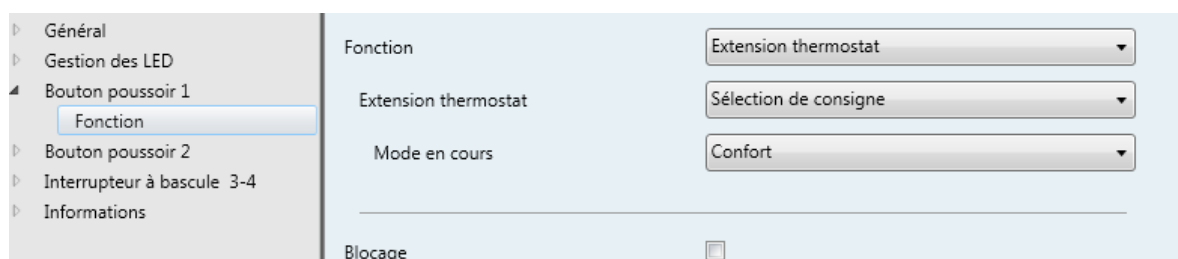 Général
Gestion des LED
Bouton poussoir 1
Fonction
Bouton poussoir 2
Interrupteur à bascule  3-4
Informations
Fonction Extension thermostat
Extension thermostat Sélection de consigne
Mode en cours Confort
Blocage